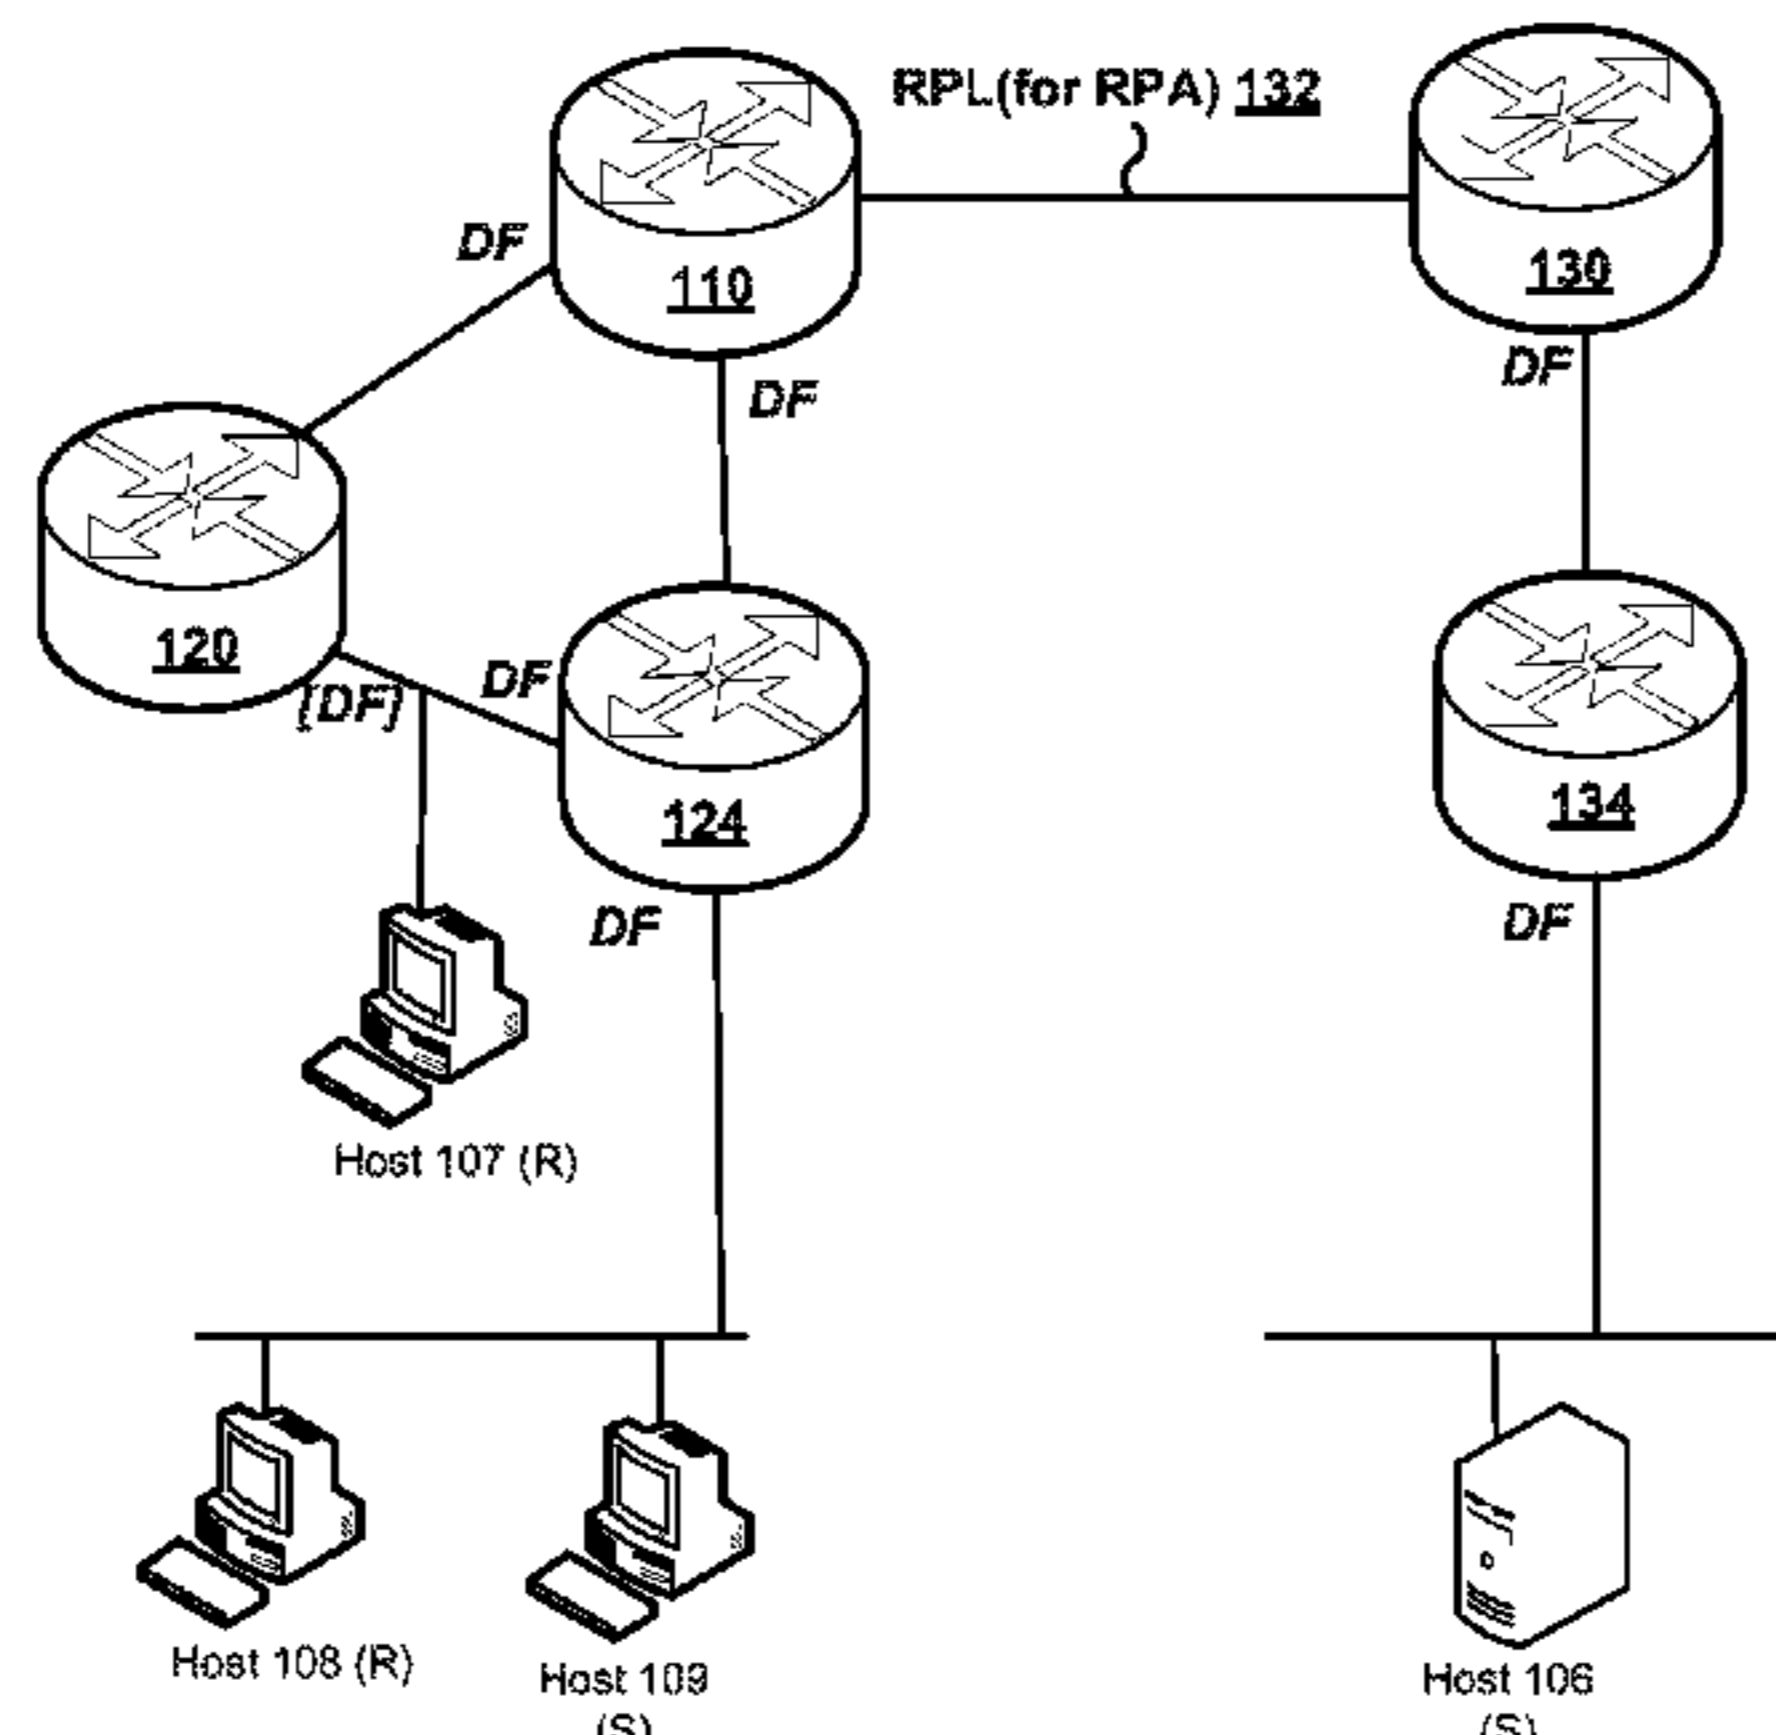 RPL(for RPA) 132
DF
110
130
DF
DF
120
[DF]
DF
124
134
DF
DF
Host 107 (R)
Host 108 (R)
Host 109
(S)
Host 106
(S)